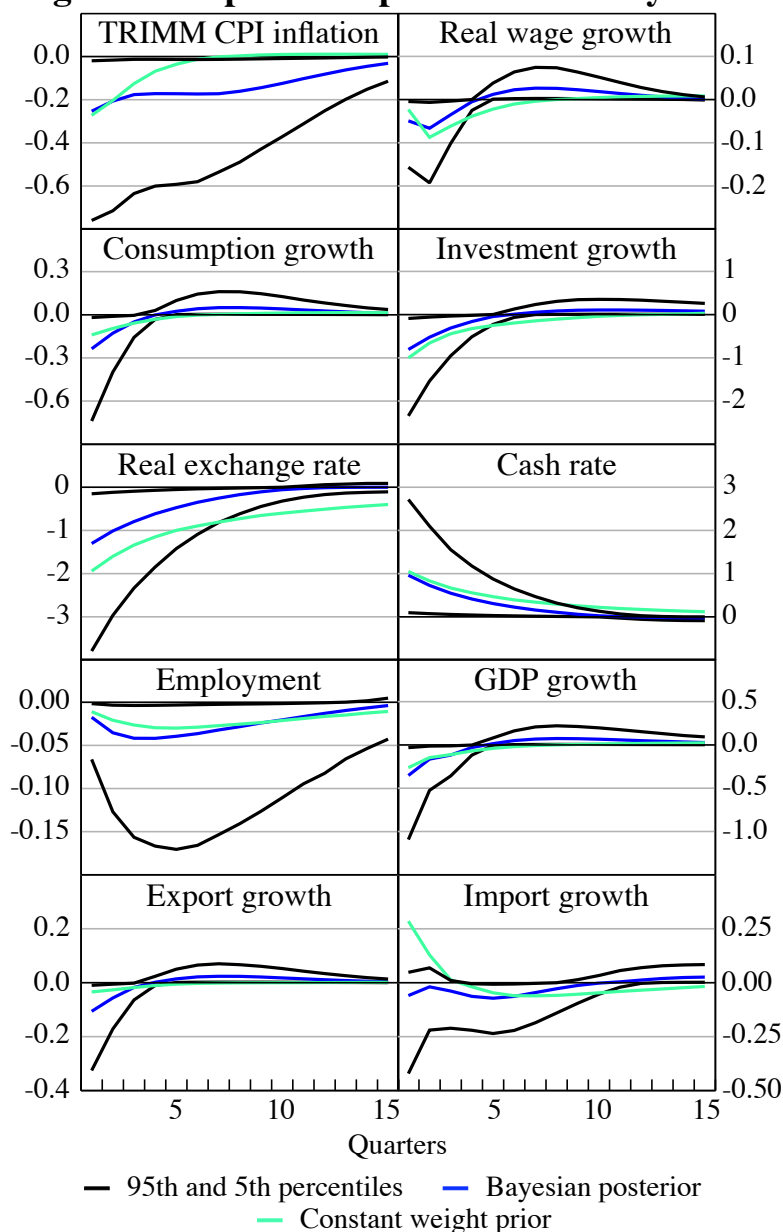 TRIMM CPI inflation Real wage growth
0.0 0.1
-0.2 0.0
-0.4 -0.1
-0.6 -0.2
Consumption growth Investment growth
0.3 1
0.0 0
-0.3 -1
-0.6 -2
Real exchange rate Cash rate
0 3
-1 2
-2 1
-3 0
Employment GDP growth
0.00 0.5
-0.05 0.0
-0.10 -0.5
-0.15 -1.0
Export growth Import growth
0.2 0.25
0.0 0.00
-0.2 -0.25
-0.4 -0.50
5 10 15 5 10 15
Quarters
95th and 5th percentiles Bayesian posterior
Constant weight prior